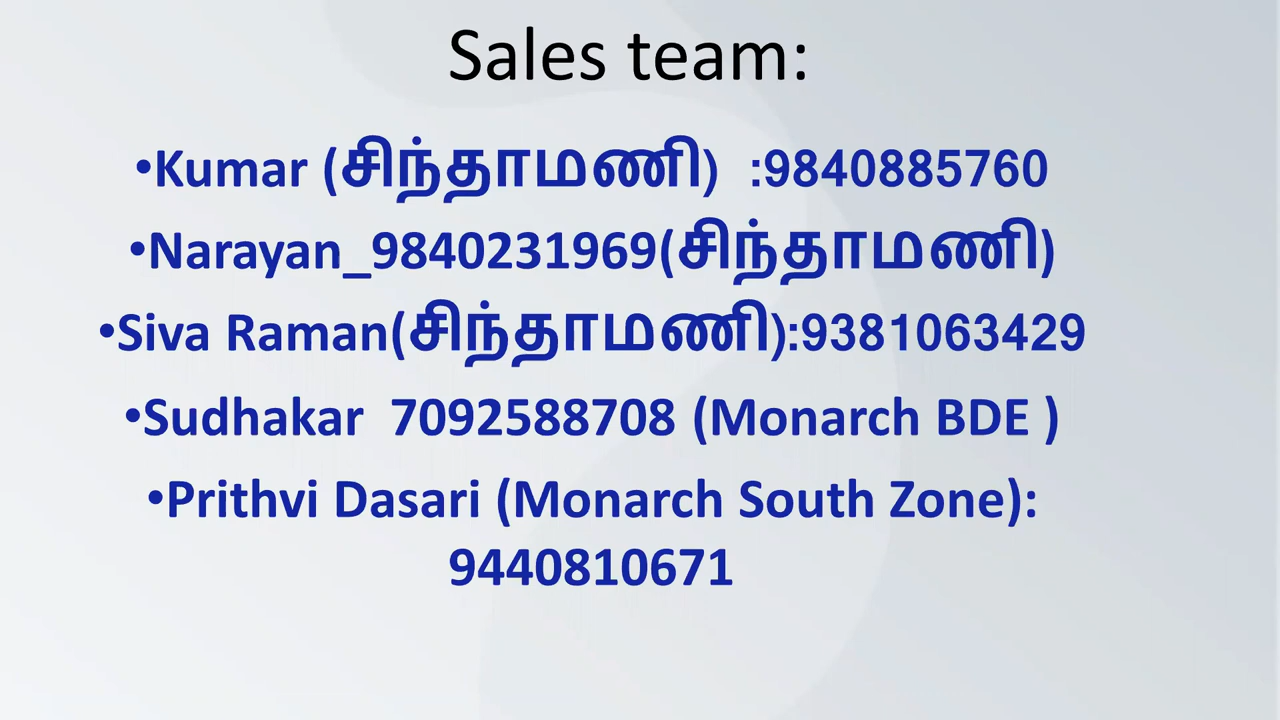 Sales team:
•Kumar (சிந்தாமணி) :9840885760
•Narayan_9840231969(சிந்தாமணி)
•Siva Raman(சிந்தாமணி):9381063429
•Sudhakar 7092588708 (Monarch BDE )
•Prithvi Dasari (Monarch South Zone):
9440810671